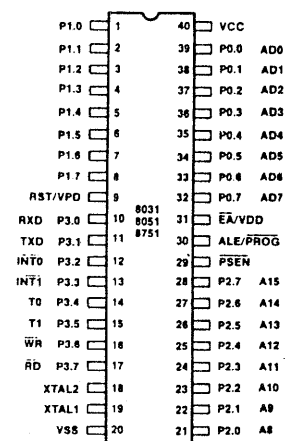 P1.0 1 40 VCC
P1.1 2 39 P0.0 AD0
P1.2 3 38 P0.1 AD1
P1.3 4 37 P0.2 AD2
P1.4 5 36 P0.3 AD3
P1.5 6 35 P0.4 AD4
P1.6 7 34 P0.5 AD5
P1.7 8 33 P0.6 AD6
RST/VPD 9 32 P0.7 AD7
RXD P3.0 10 8031 31 E̅A̅/VDD
TXD P3.1 11 8051 30 ALE/P̅R̅O̅G̅
I̅N̅T̅0̅ P3.2 12 8751 29 P̅S̅E̅N̅
I̅N̅T̅1̅ P3.3 13 28 P2.7 A15
T0 P3.4 14 27 P2.6 A14
T1 P3.5 15 26 P2.5 A13
W̅R̅ P3.6 16 25 P2.4 A12
R̅D̅ P3.7 17 24 P2.3 A11
XTAL2 18 23 P2.2 A10
XTAL1 19 22 P2.1 A9
VSS 20 21 P2.0 A8